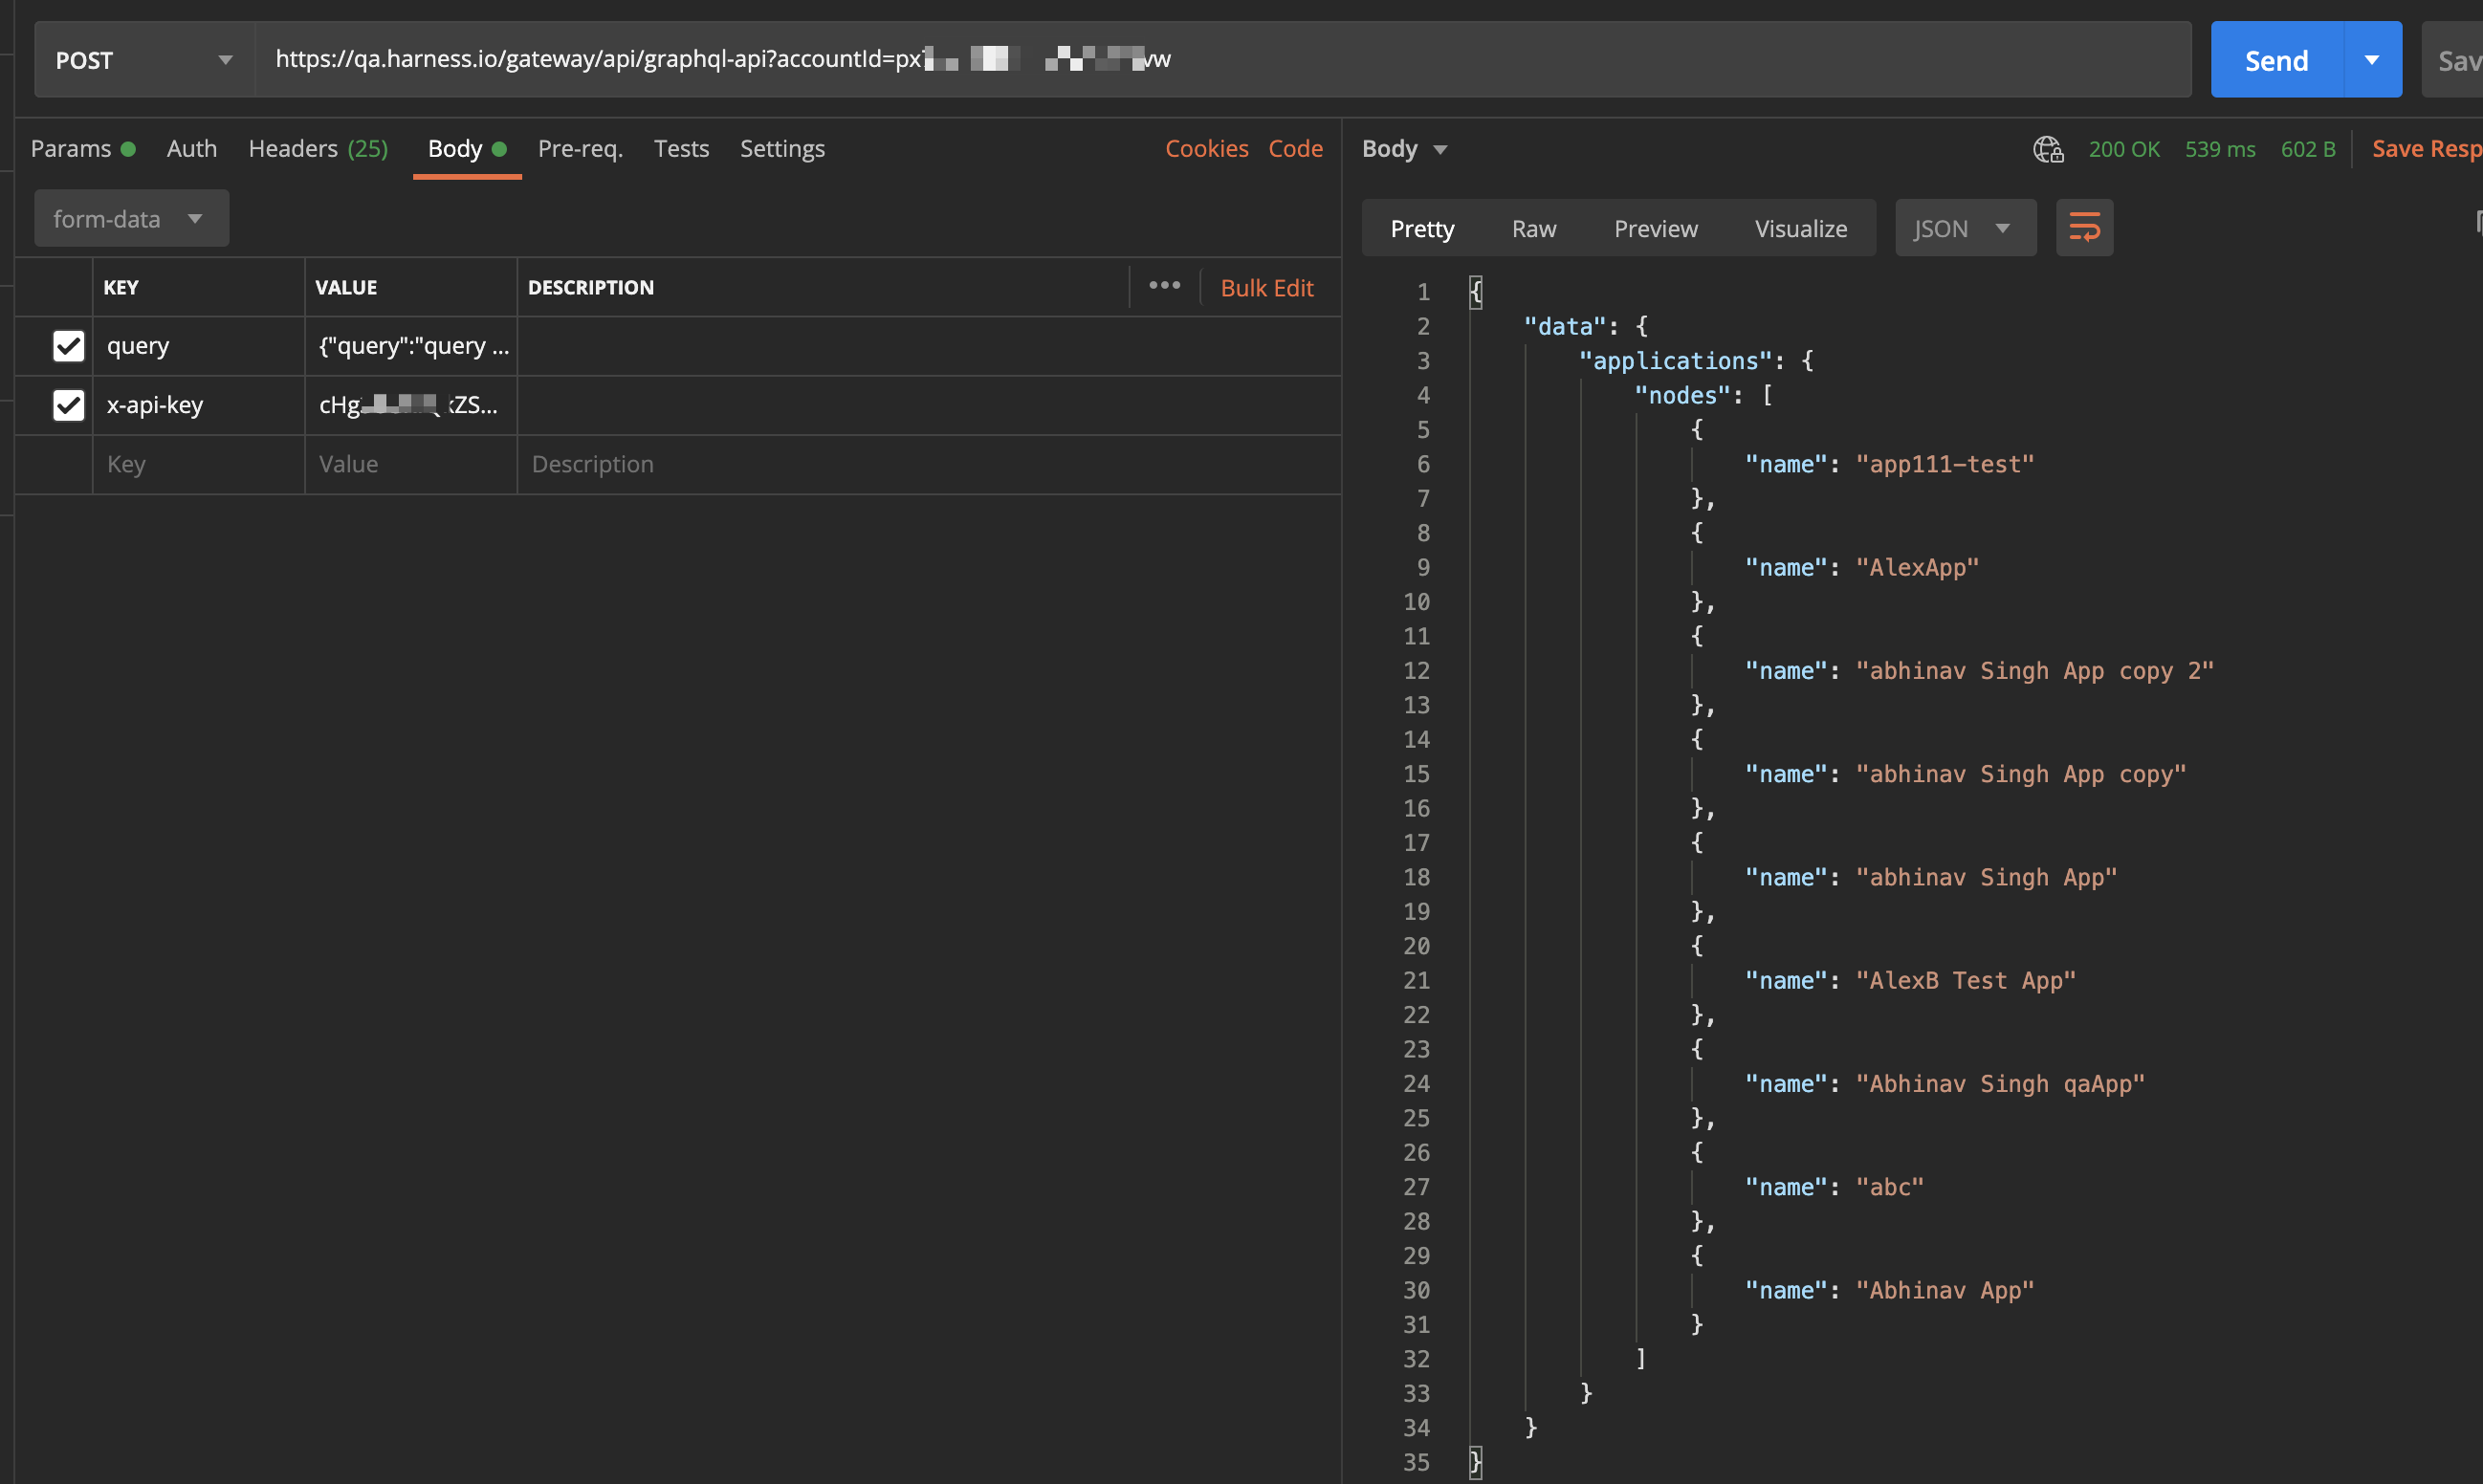 POST https://qa.harness.io/gateway/api/graphql-api?accountId=px vw Send
Params Auth Headers (25) Body Pre-req. Tests Settings Cookies Code
form-data
KEY VALUE DESCRIPTION ••• Bulk Edit
query {"query":"query ...
x-api-key cHg kZS...
Key Value Description
Body 200 OK 539 ms 602 B Save Resp
Pretty Raw Preview Visualize JSON
1 {
2 "data": {
3 "applications": {
4 "nodes": [
5 {
6 "name": "app111-test"
7 },
8 {
9 "name": "AlexApp"
10 },
11 {
12 "name": "abhinav Singh App copy 2"
13 },
14 {
15 "name": "abhinav Singh App copy"
16 },
17 {
18 "name": "abhinav Singh App"
19 },
20 {
21 "name": "AlexB Test App"
22 },
23 {
24 "name": "Abhinav Singh qaApp"
25 },
26 {
27 "name": "abc"
28 },
29 {
30 "name": "Abhinav App"
31 }
32 ]
33 }
34 }
35 }